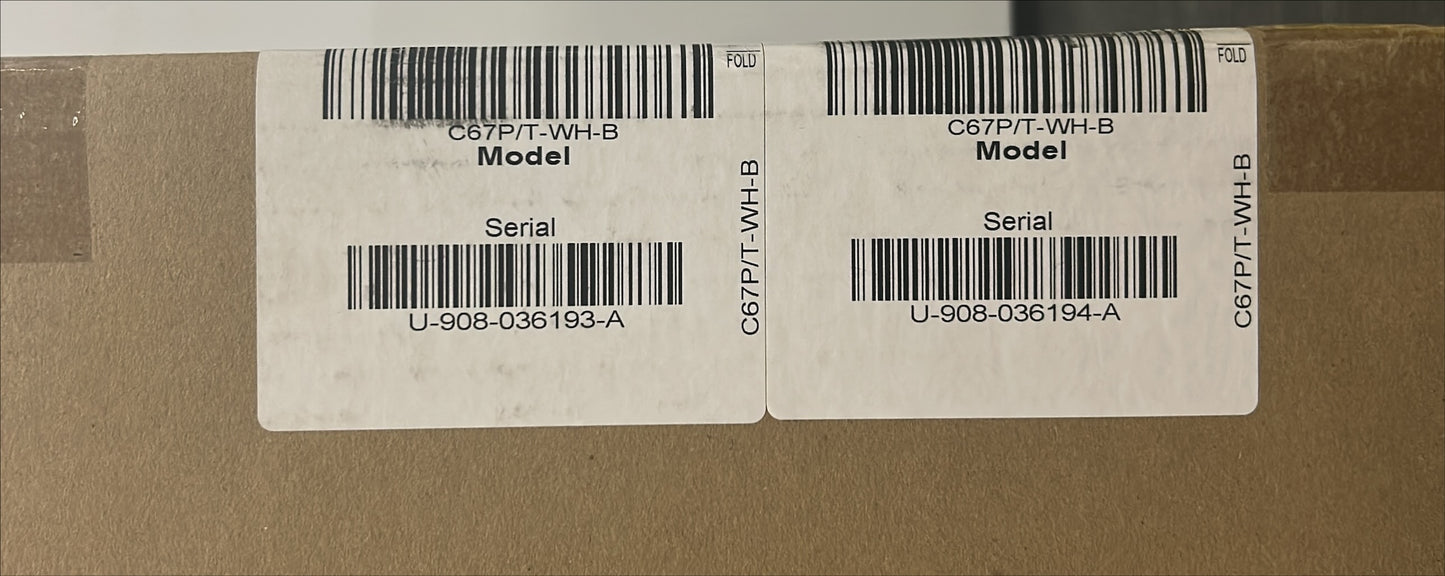 FOLD
C67P/T-WH-B
Model
Serial
U-908-036193-A
C67P/T-WH-B
FOLD
C67P/T-WH-B
Model
Serial
U-908-036194-A
C67P/T-WH-B